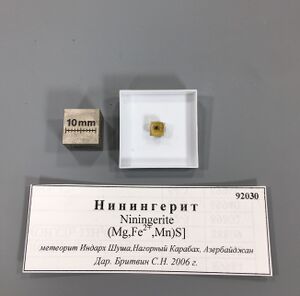 10 mm
92030
Нинингерит
Niningerite
(Mg,Fe²⁺,Mn)S]
метеорит Индарх Шуша, Нагорный Карабах. Азербайджан
Дар. Бритвин С.Н. 2006 г.